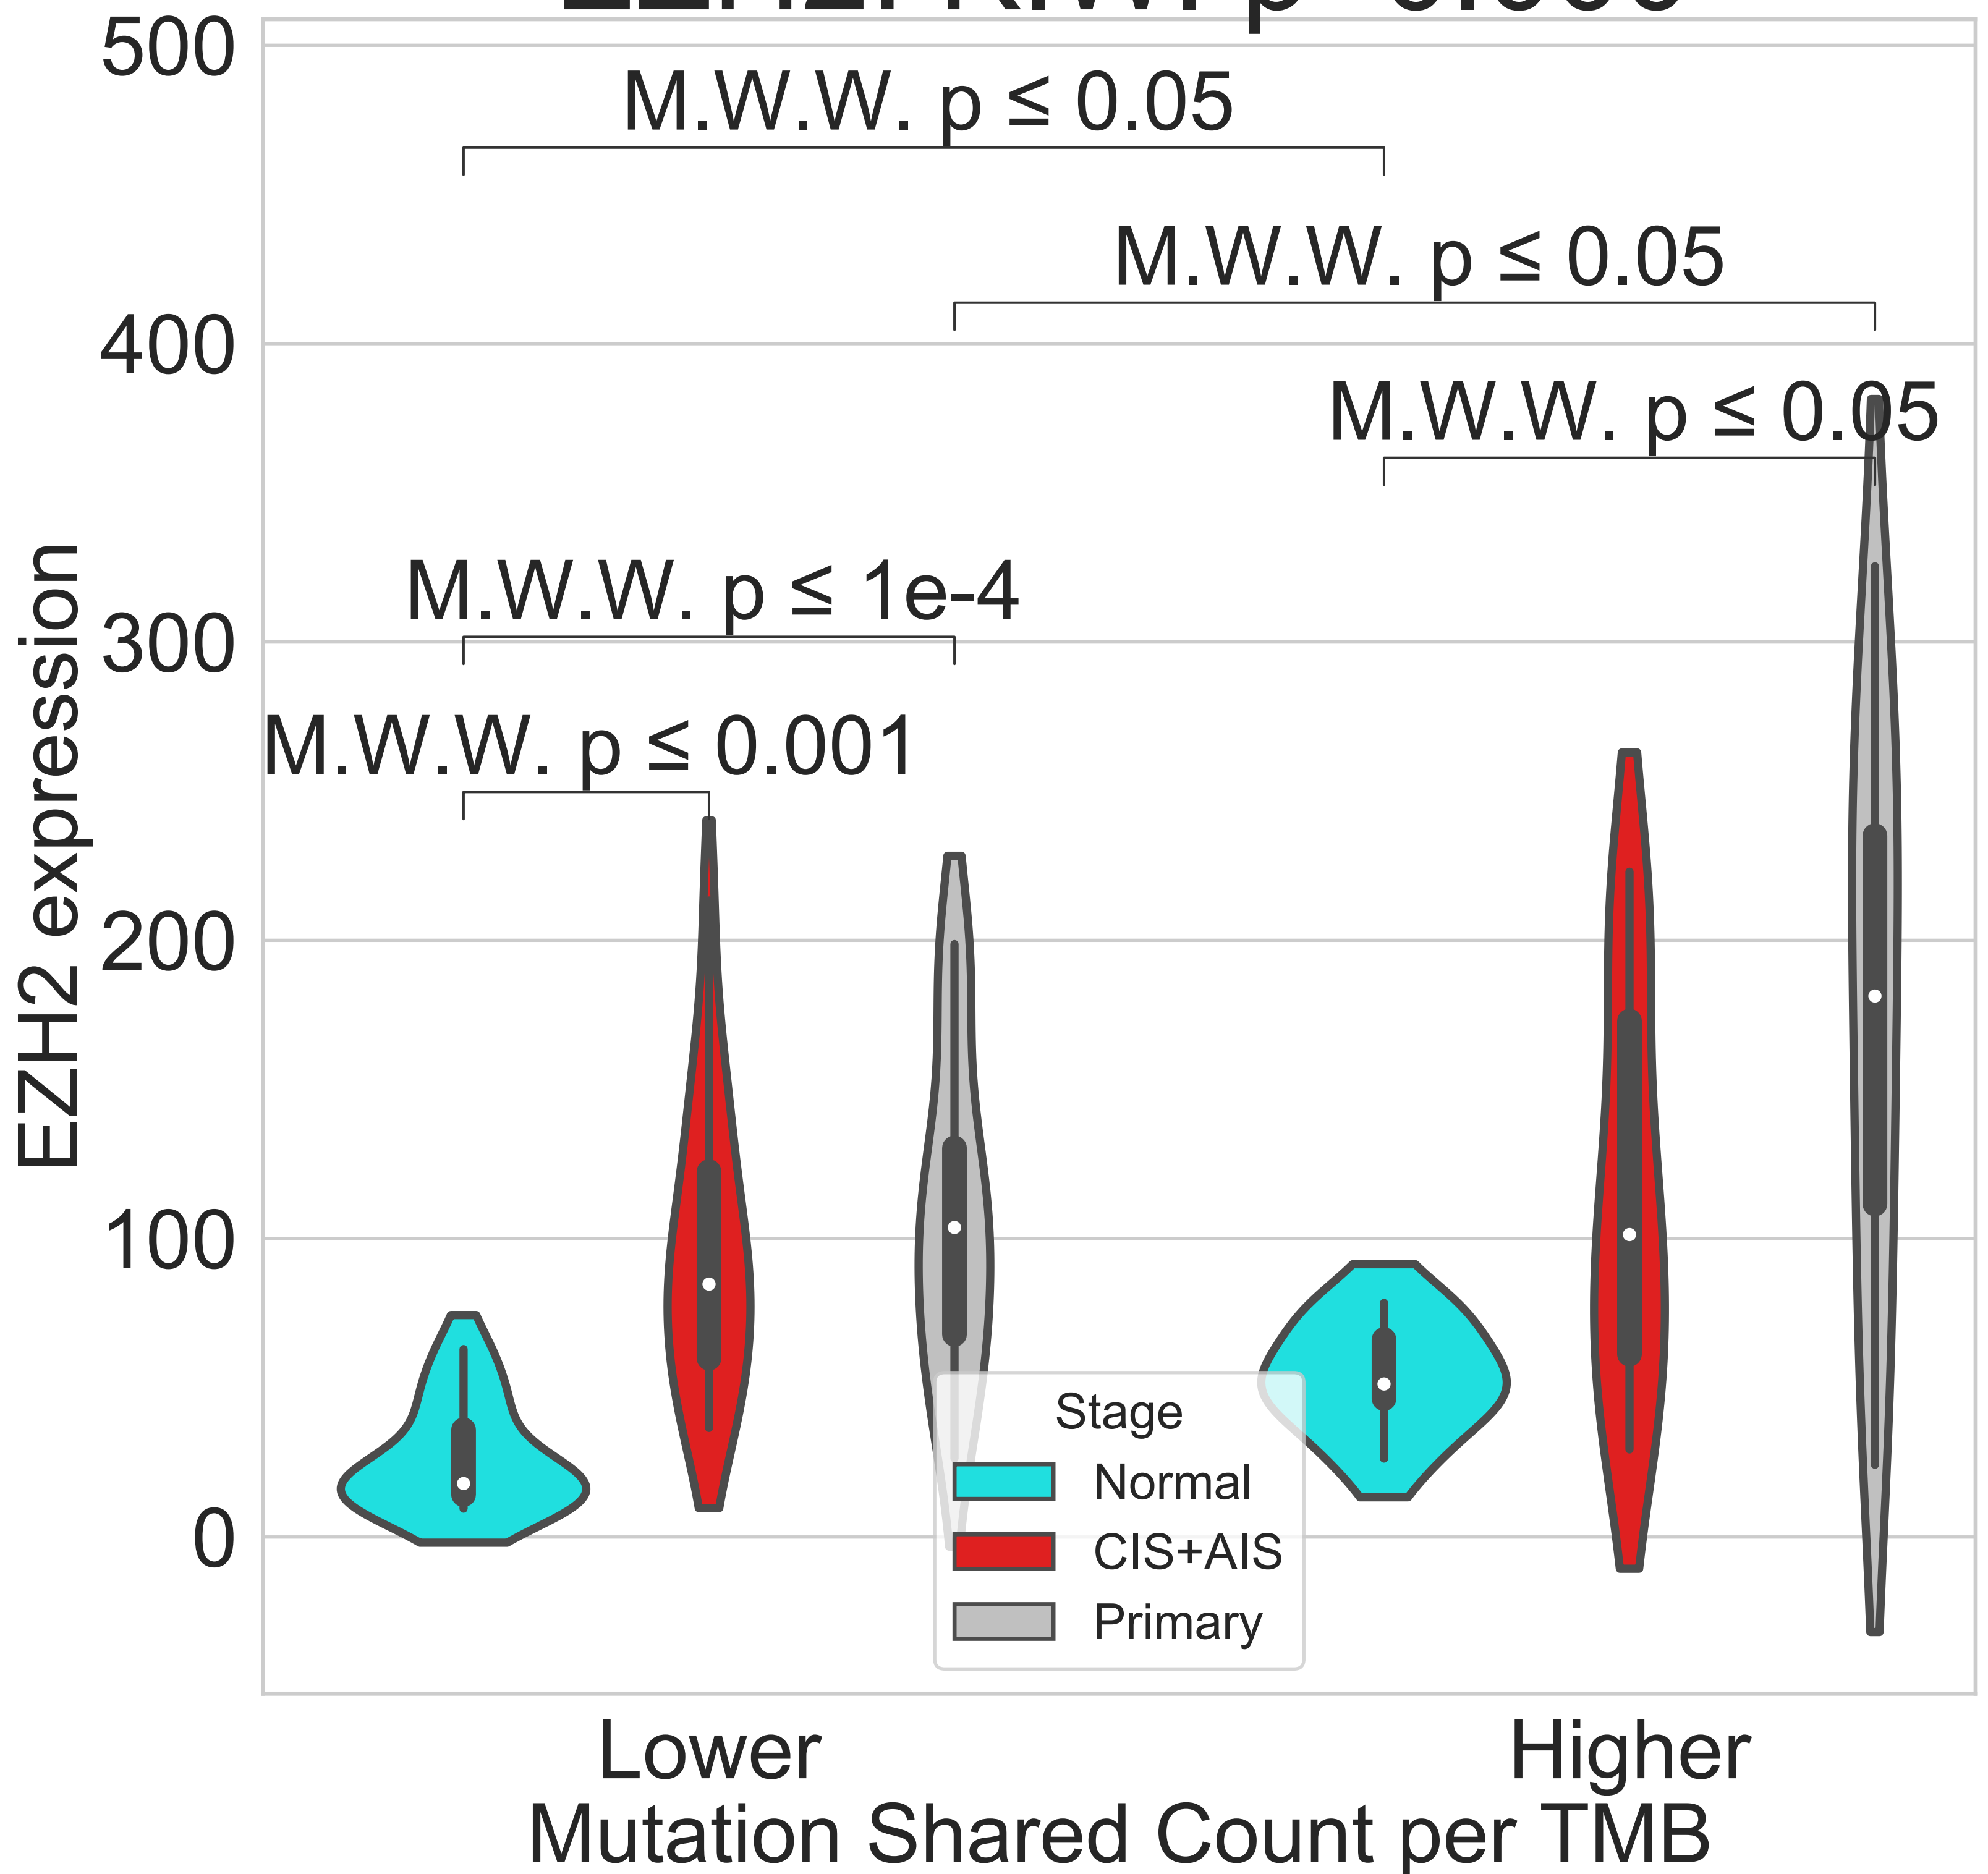 500
M.W.W. p ≤ 0.05
M.W.W. p ≤ 0.05
400
M.W.W. p ≤ 0.05
M.W.W. p ≤ 1e-4
300
M.W.W. p ≤ 0.001
200
100
0
EZH2 expression
Stage
Normal
CIS+AIS
Primary
Lower
Higher
Mutation Shared Count per TMB